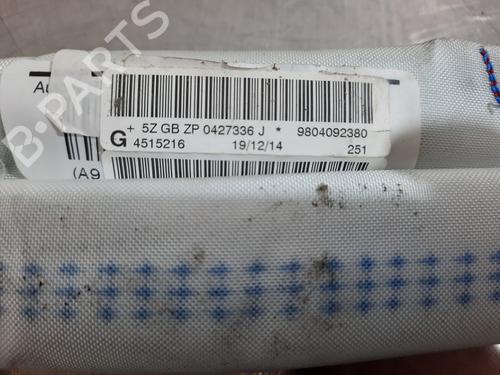 Au
+ 5Z GB ZP 0427336 J * 9804092380
G 4515216 19/12/14 251
(A9
B-PARTS